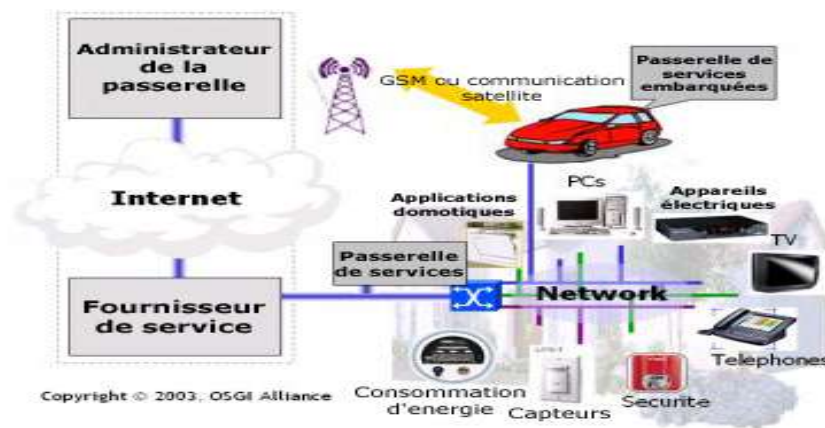 Administrateur
de la
passerelle
Internet
Fournisseur
de service
Copyright © 2003, OSGI Alliance
GSM ou communication
satellite
Passerelle de
services
embarquées
PCs
Applications
domotiques
Appareils
électriques
TV
Passerelle
de services
Network
Telephones
Consommation
d'energie
Capteurs
Securite